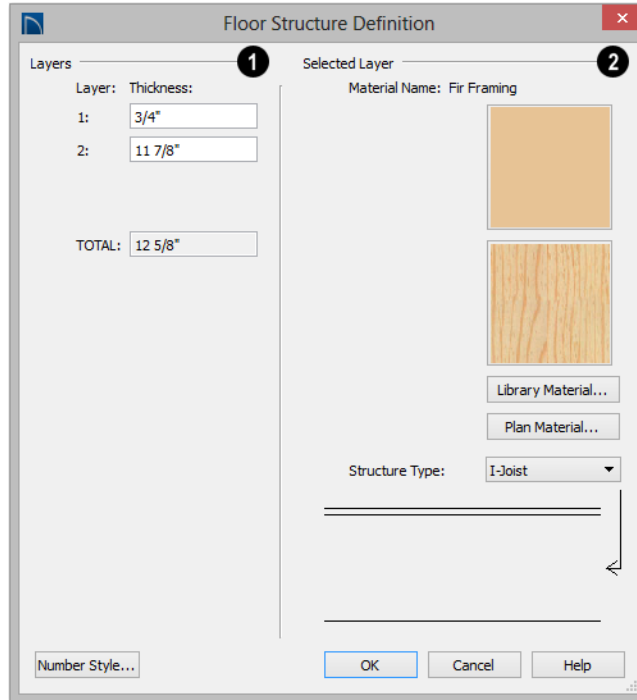 Floor Structure Definition
Layers 1
Layer: Thickness:
1: 3/4"
2: 11 7/8"
TOTAL: 12 5/8"
Number Style...
Selected Layer 2
Material Name: Fir Framing
Library Material...
Plan Material...
Structure Type: I-Joist
OK Cancel Help